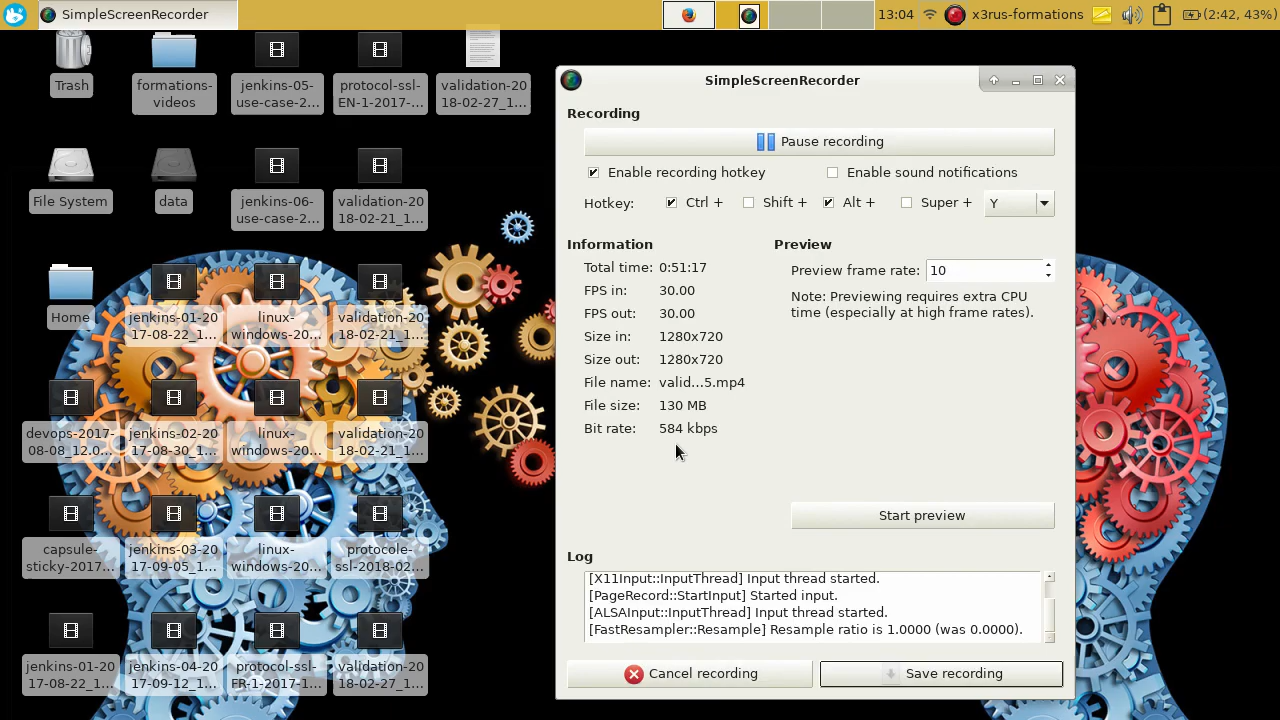 SimpleScreenRecorder
13:04
x3rus-formations
(2:42, 43%)
Trash
formations-
videos
jenkins-05-
use-case-2...
protocol-ssl-
EN-1-2017-...
validation-20
18-02-27_1...
File System
data
jenkins-06-
use-case-2...
validation-20
18-02-21_1...
Home
jenkins-01-20
17-08-22_1...
linux-
windows-20...
validation-20
18-02-21_1...
devops-2017-
08-08_12.0...
jenkins-02-20
17-08-30_1...
linux-
windows-20...
validation-20
18-02-21_1...
capsule-
sticky-2017...
jenkins-03-20
17-09-05_1...
linux-
windows-20...
protocole-
ssl-2018-02...
jenkins-01-20
17-08-22_1...
jenkins-04-20
17-09-12_1...
protocol-ssl-
FR-1-2017-1...
validation-20
18-02-27_1...
SimpleScreenRecorder
Recording
Pause recording
Enable recording hotkey
Enable sound notifications
Hotkey:
Ctrl +
Shift +
Alt +
Super +
Y
Information
Total time: 0:51:17
FPS in: 30.00
FPS out: 30.00
Size in: 1280x720
Size out: 1280x720
File name: valid...5.mp4
File size: 130 MB
Bit rate: 584 kbps
Preview
Preview frame rate: 10
Note: Previewing requires extra CPU
time (especially at high frame rates).
Start preview
Log
[X11Input::InputThread] Input thread started.
[PageRecord::StartInput] Started input.
[ALSAInput::InputThread] Input thread started.
[FastResampler::Resample] Resample ratio is 1.0000 (was 0.0000).
Cancel recording
Save recording